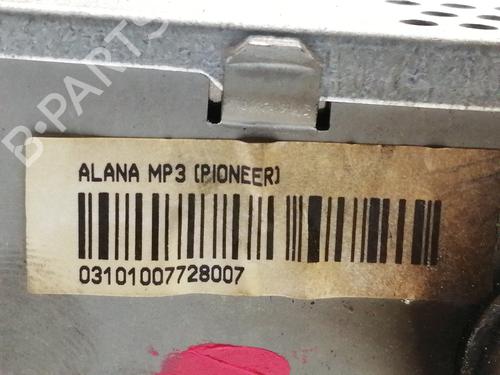 B-PARTS
ALANA MP3 (PIONEER)
03101007728007